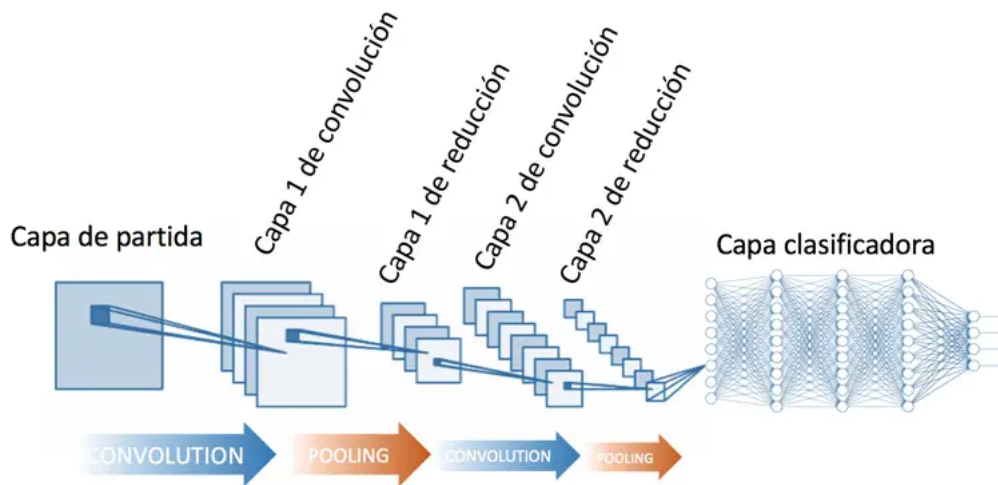 Capa de partida
Capa 1 de convolución
Capa 1 de reducción
Capa 2 de convolución
Capa 2 de reducción
Capa clasificadora
CONVOLUTION
POOLING
CONVOLUTION
POOLING